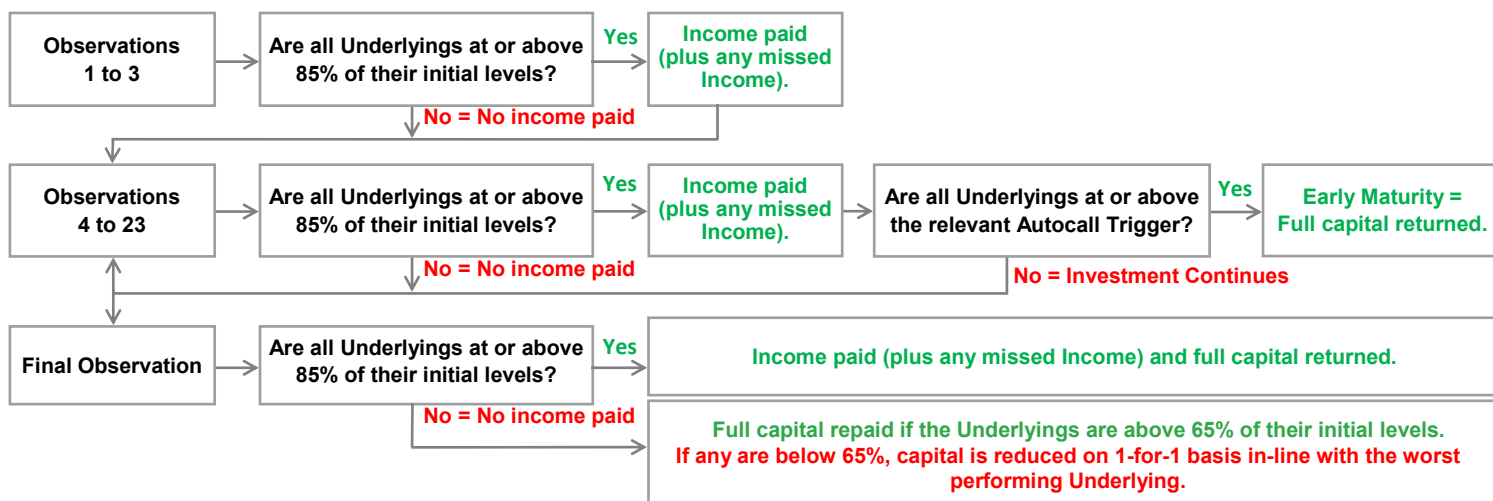 Observations
1 to 3
Are all Underlyings at or above
85% of their initial levels?
Yes
Income paid
(plus any missed
Income).
No = No income paid
Observations
4 to 23
Are all Underlyings at or above
85% of their initial levels?
Yes
Income paid
(plus any missed
Income).
Are all Underlyings at or above
the relevant Autocall Trigger?
Yes
Early Maturity =
Full capital returned.
No = No income paid
No = Investment Continues
Final Observation
Are all Underlyings at or above
85% of their initial levels?
Yes
Income paid (plus any missed Income) and full capital returned.
No = No income paid
Full capital repaid if the Underlyings are above 65% of their initial levels.
If any are below 65%, capital is reduced on 1-for-1 basis in-line with the worst
performing Underlying.